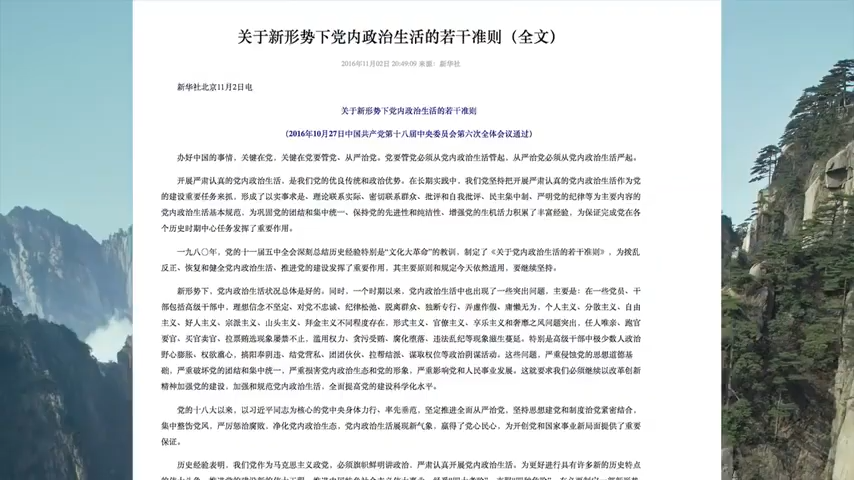 关于新形势下党内政治生活的若干准则（全文）
2016年11月02日 20:49:09 来源：新华社
新华社北京11月2日电
关于新形势下党内政治生活的若干准则
（2016年10月27日中国共产党第十八届中央委员会第六次全体会议通过）
办好中国的事情，关键在党，关键在党要管党、从严治党。党要管党必须从党内政治生活管起，从严治党必须从党内政治生活严起。
开展严肃认真的党内政治生活，是我们党的优良传统和政治优势。在长期实践中，我们党坚持把开展严肃认真的党内政治生活作为党
的建设重要任务来抓，形成了以实事求是、理论联系实际、密切联系群众、批评和自我批评、民主集中制、严明党的纪律等为主要内容的
党内政治生活基本规范，为巩固党的团结和集中统一、保持党的先进性和纯洁性、增强党的生机活力积累了丰富经验，为保证完成党在各
个历史时期中心任务发挥了重要作用。
一九八〇年，党的十一届五中全会深刻总结历史经验特别是“文化大革命”的教训，制定了《关于党内政治生活的若干准则》，为拨乱
反正、恢复和健全党内政治生活、推进党的建设发挥了重要作用，其主要原则和规定今天依然适用，要继续坚持。
新形势下，党内政治生活状况总体是好的。同时，一个时期以来，党内政治生活中也出现了一些突出问题，主要是：在一些党员、干
部包括高级干部中，理想信念不坚定、对党不忠诚、纪律松弛、脱离群众、独断专行、弄虚作假、庸懒无为，个人主义、分散主义、自由
主义、好人主义、宗派主义、山头主义、拜金主义不同程度存在，形式主义、官僚主义、享乐主义和奢靡之风问题突出，任人唯亲、跑官
要官、买官卖官、拉票贿选现象屡禁不止，滥用权力、贪污受贿、腐化堕落、违法乱纪等现象滋生蔓延。特别是高级干部中极少数人政治
野心膨胀、权欲熏心，搞阳奉阴违、结党营私、团团伙伙、拉帮结派、谋取权位等政治阴谋活动。这些问题，严重侵蚀党的思想道德基
础，严重破坏党的团结和集中统一，严重损害党内政治生态和党的形象，严重影响党和人民事业发展。这就要求我们必须继续以改革创新
精神加强党的建设，加强和规范党内政治生活，全面提高党的建设科学化水平。
党的十八大以来，以习近平同志为核心的党中央身体力行、率先垂范，坚定推进全面从严治党，坚持思想建党和制度治党紧密结合，
集中整饬党风，严厉惩治腐败，净化党内政治生态，党内政治生活展现新气象，赢得了党心民心，为开创党和国家事业新局面提供了重要
保证。
历史经验表明，我们党作为马克思主义政党，必须旗帜鲜明讲政治，严肃认真开展党内政治生活。为更好进行具有许多新的历史特点